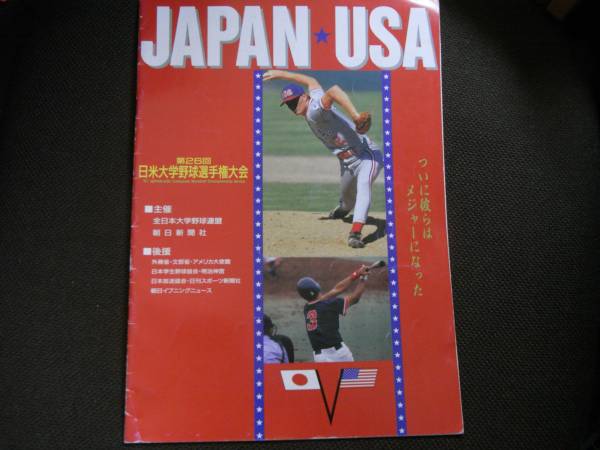 JAPAN★USA
第26回
日米大学野球選手権大会
■主催
全日本大学野球連盟
朝日新聞社
■後援
外務省・文部省・アメリカ大使館
日本学生野球協会・明治神宮
日本放送協会・日刊スポーツ新聞社
朝日イブニングニュース
ついに彼らは
メジャーになった
3